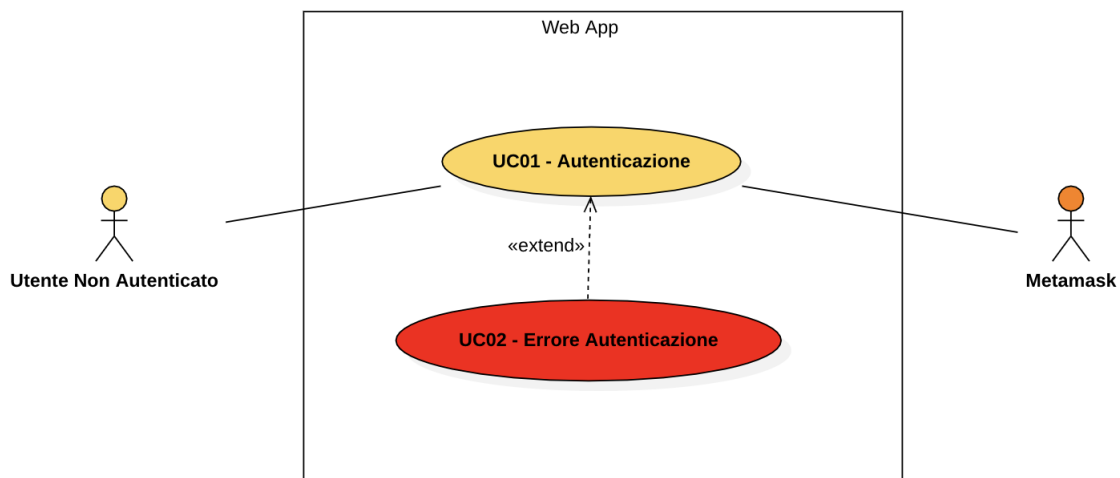 Web App
UC01 - Autenticazione
«extend»
Utente Non Autenticato
Metamask
UC02 - Errore Autenticazione